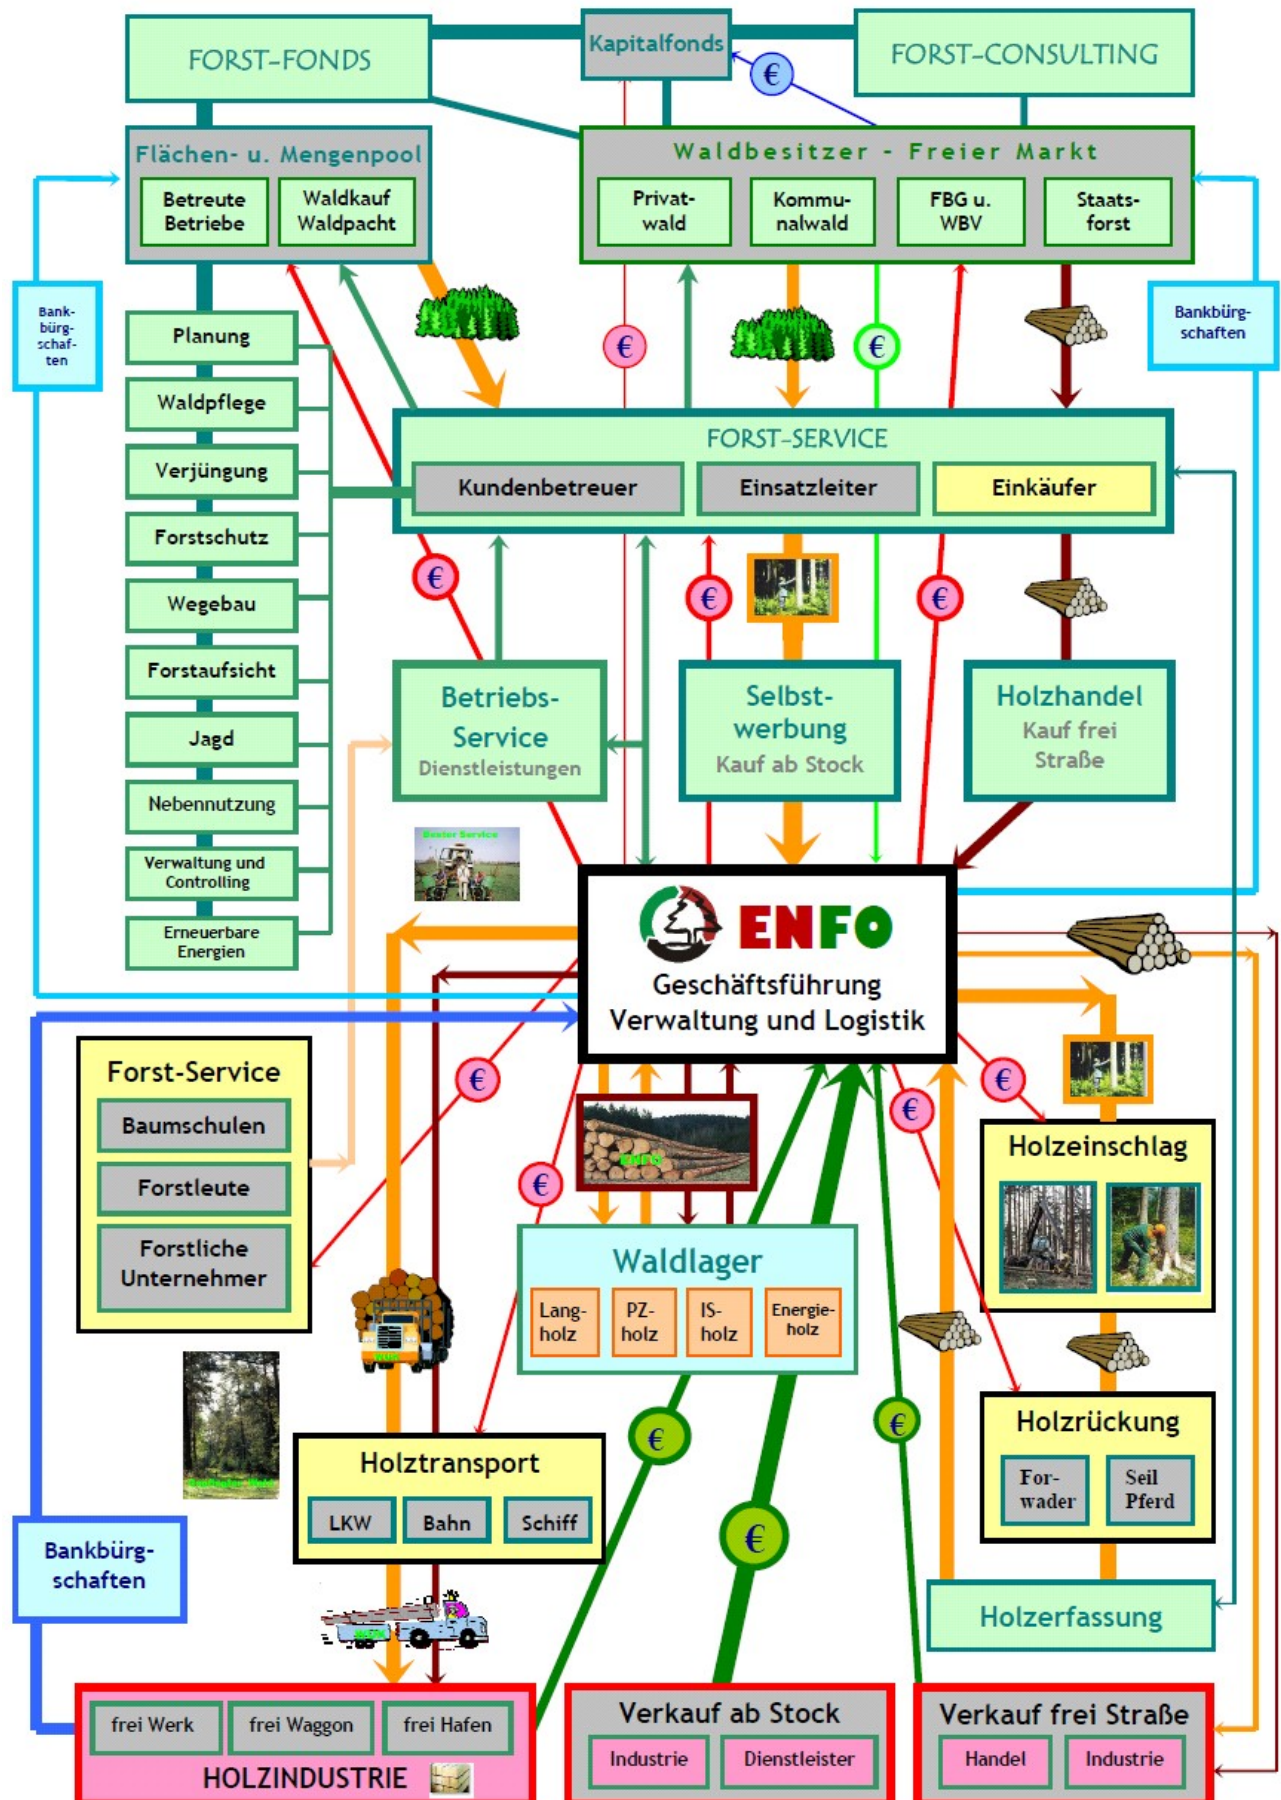 FORST-FONDS
Kapitalfonds
FORST-CONSULTING
€
Flächen- u. Mengenpool
Betreute
Betriebe
Waldkauf
Waldpacht
Waldbesitzer - Freier Markt
Privat-
wald
Kommu-
nalwald
FBG u.
WBV
Staats-
forst
Bank-
bürg-
schaf-
ten
Bankbürg-
schaften
€
€
Planung
Waldpflege
Verjüngung
Forstschutz
Wegebau
Forstaufsicht
Jagd
Nebennutzung
Verwaltung und
Controlling
Erneuerbare
Energien
FORST-SERVICE
Kundenbetreuer
Einsatzleiter
Einkäufer
€
€
€
Betriebs-
Service
Dienstleistungen
Selbst-
werbung
Kauf ab Stock
Holzhandel
Kauf frei
Straße
Bester Service
ENFO
Geschäftsführung
Verwaltung und Logistik
Forst-Service
Baumschulen
Forstleute
Forstliche
Unternehmer
€
€
€
€
ENFO
Holzeinschlag
Waldlager
Lang-
holz
PZ-
holz
IS-
holz
Energie-
holz
€
€
€
Holztransport
LKW
Bahn
Schiff
Holzrückung
For-
wader
Seil
Pferd
Bankbürg-
schaften
Holzerfassung
frei Werk
frei Waggon
frei Hafen
HOLZINDUSTRIE
Verkauf ab Stock
Industrie
Dienstleister
Verkauf frei Straße
Handel
Industrie